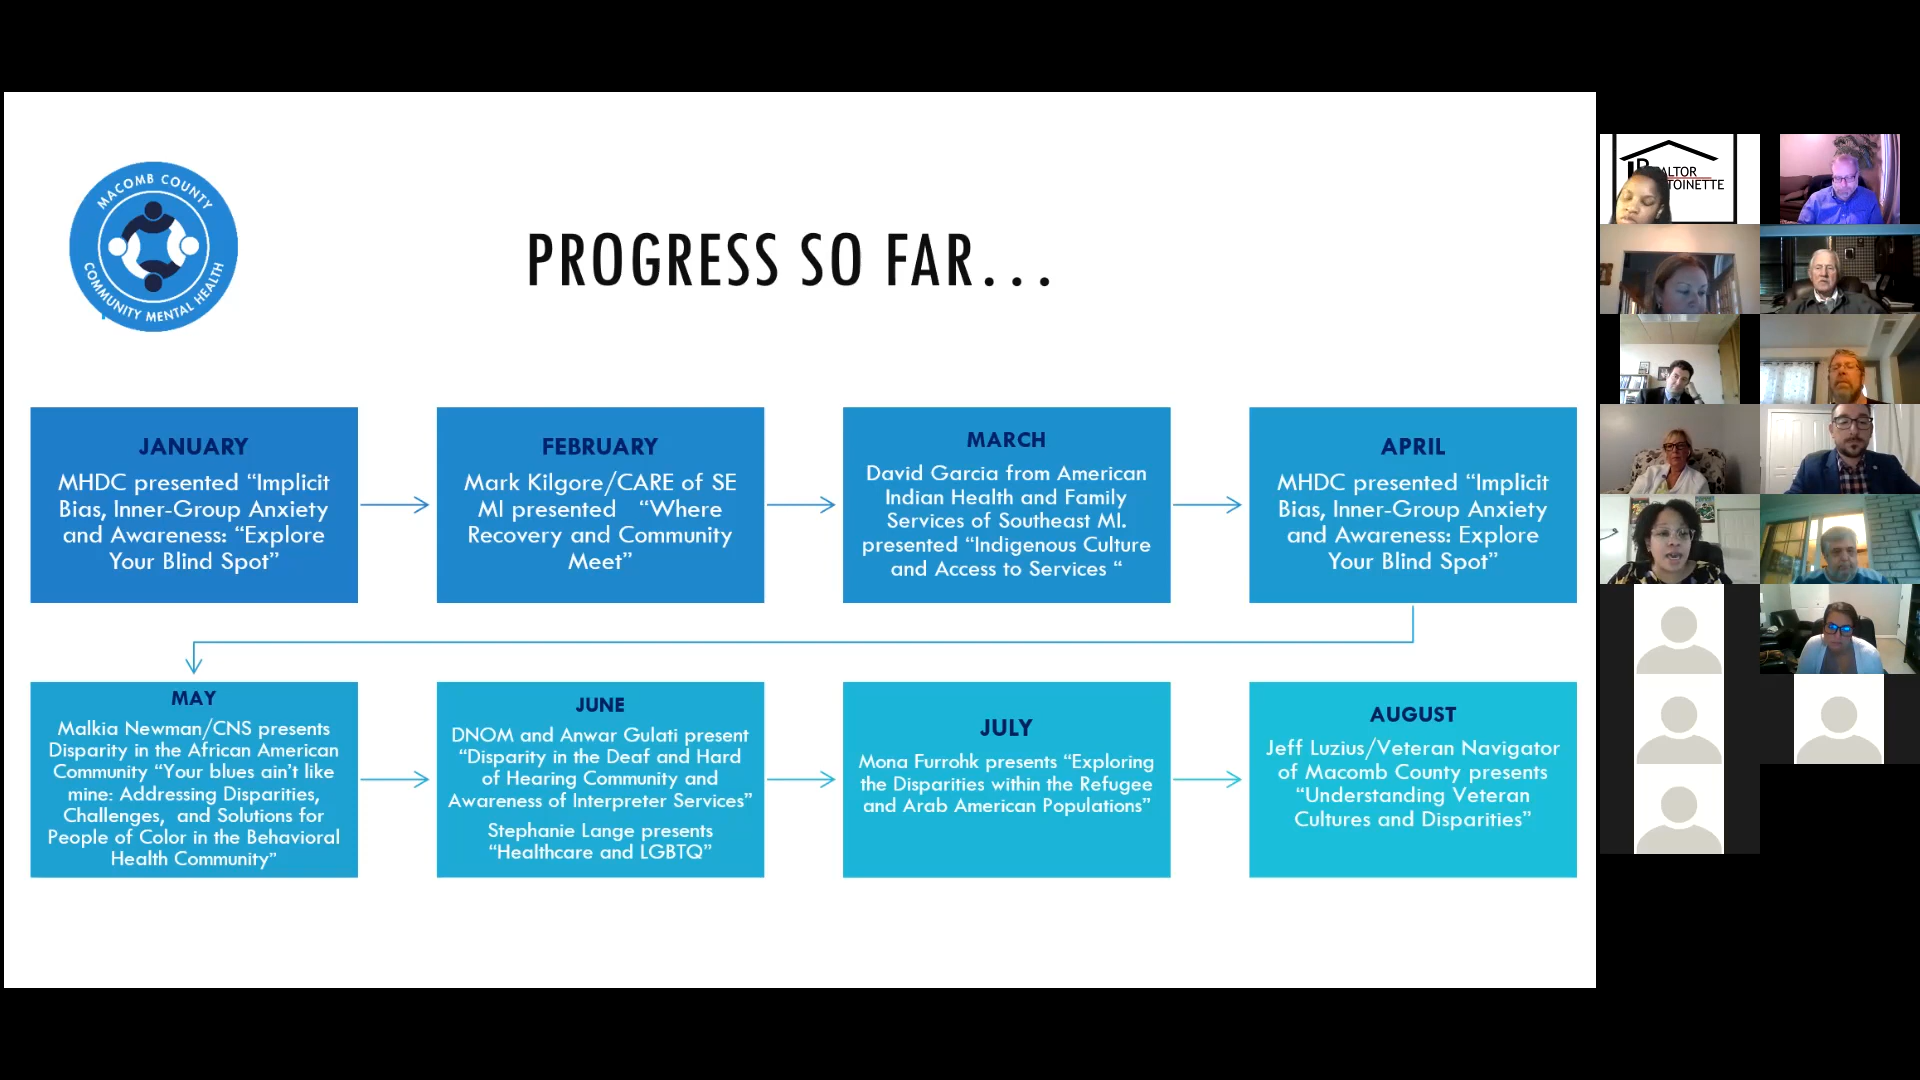 MACOMB COUNTY
COMMUNITY MENTAL HEALTH
PROGRESS SO FAR...
JANUARY
MHDC presented “Implicit
Bias, Inner-Group Anxiety
and Awareness: “Explore
Your Blind Spot”
FEBRUARY
Mark Kilgore/CARE of SE
MI presented “Where
Recovery and Community
Meet”
MARCH
David Garcia from American
Indian Health and Family
Services of Southeast MI.
presented “Indigenous Culture
and Access to Services “
APRIL
MHDC presented “Implicit
Bias, Inner-Group Anxiety
and Awareness: Explore
Your Blind Spot”
MAY
Malkia Newman/CNS presents
Disparity in the African American
Community “Your blues ain’t like
mine: Addressing Disparities,
Challenges, and Solutions for
People of Color in the Behavioral
Health Community”
JUNE
DNOM and Anwar Gulati present
“Disparity in the Deaf and Hard
of Hearing Community and
Awareness of Interpreter Services”
Stephanie Lange presents
“Healthcare and LGBTQ”
JULY
Mona Furrohk presents “Exploring
the Disparities within the Refugee
and Arab American Populations”
AUGUST
Jeff Luzius/Veteran Navigator
of Macomb County presents
“Understanding Veteran
Cultures and Disparities”